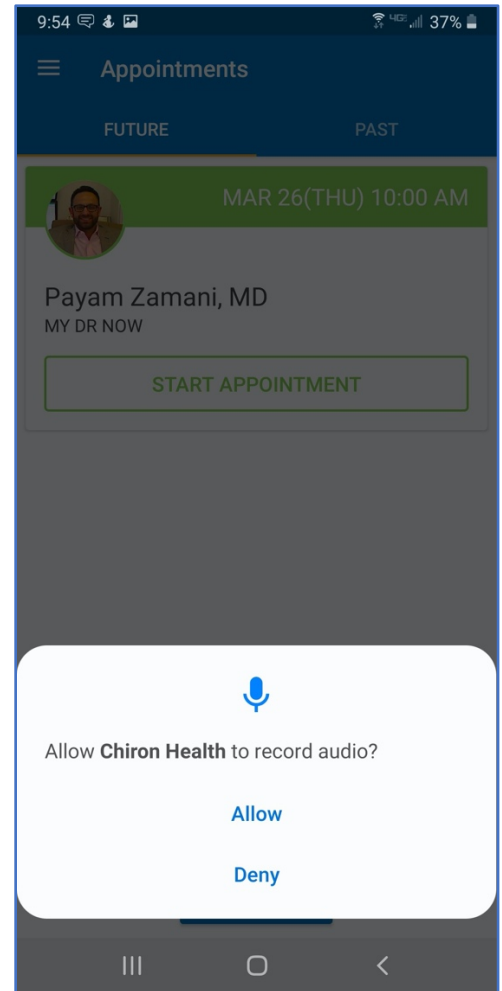 9:54 4GE 37%
Appointments
FUTURE PAST
MAR 26(THU) 10:00 AM
Payam Zamani, MD
MY DR NOW
START APPOINTMENT
Allow Chiron Health to record audio?
Allow
Deny